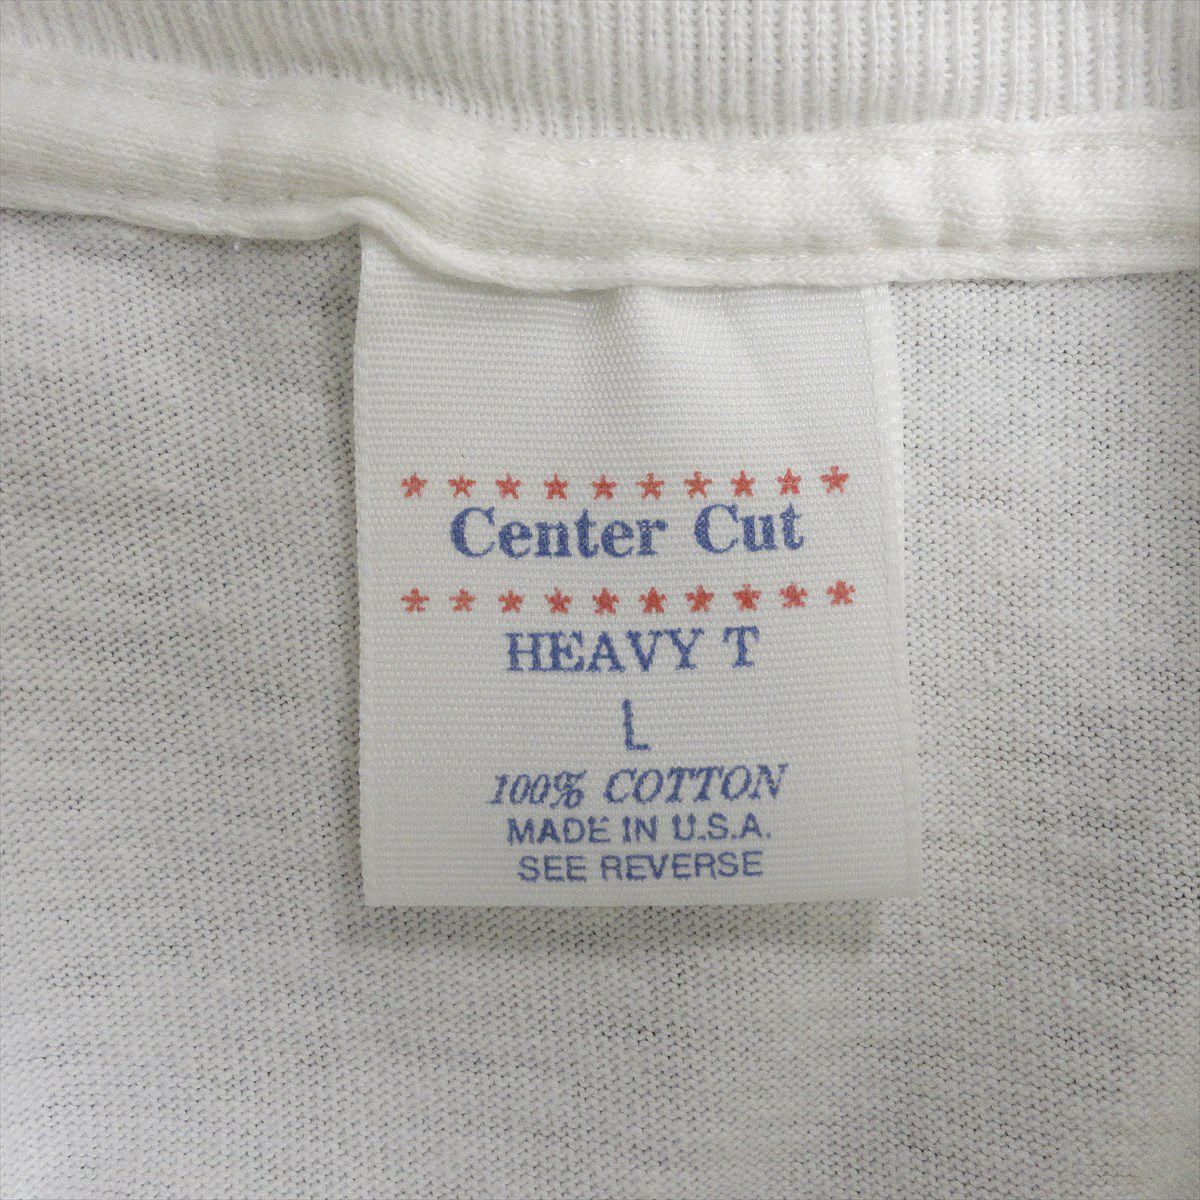 Center Cut
HEAVY T
L
100% COTTON
MADE IN U.S.A.
SEE REVERSE